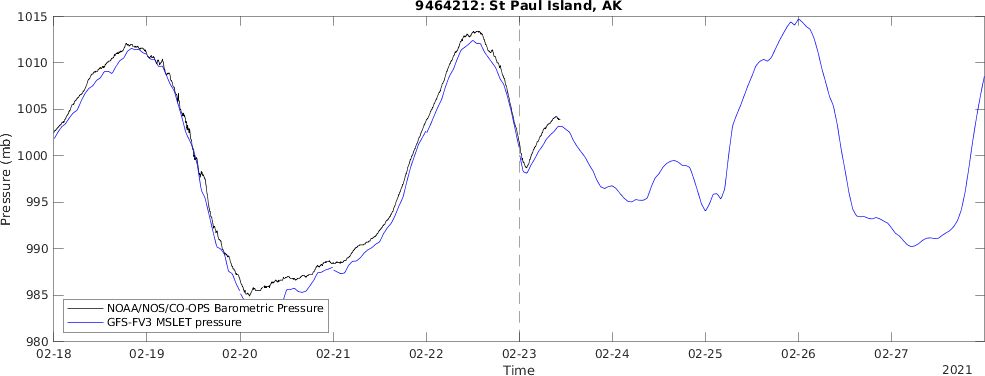 9464212: St Paul Island, AK
1015
1010
1005
1000
995
990
985
980
Pressure (mb)
NOAA/NOS/CO-OPS Barometric Pressure
GFS-FV3 MSLET pressure
02-18 02-19 02-20 02-21 02-22 02-23 02-24 02-25 02-26 02-27
Time
2021